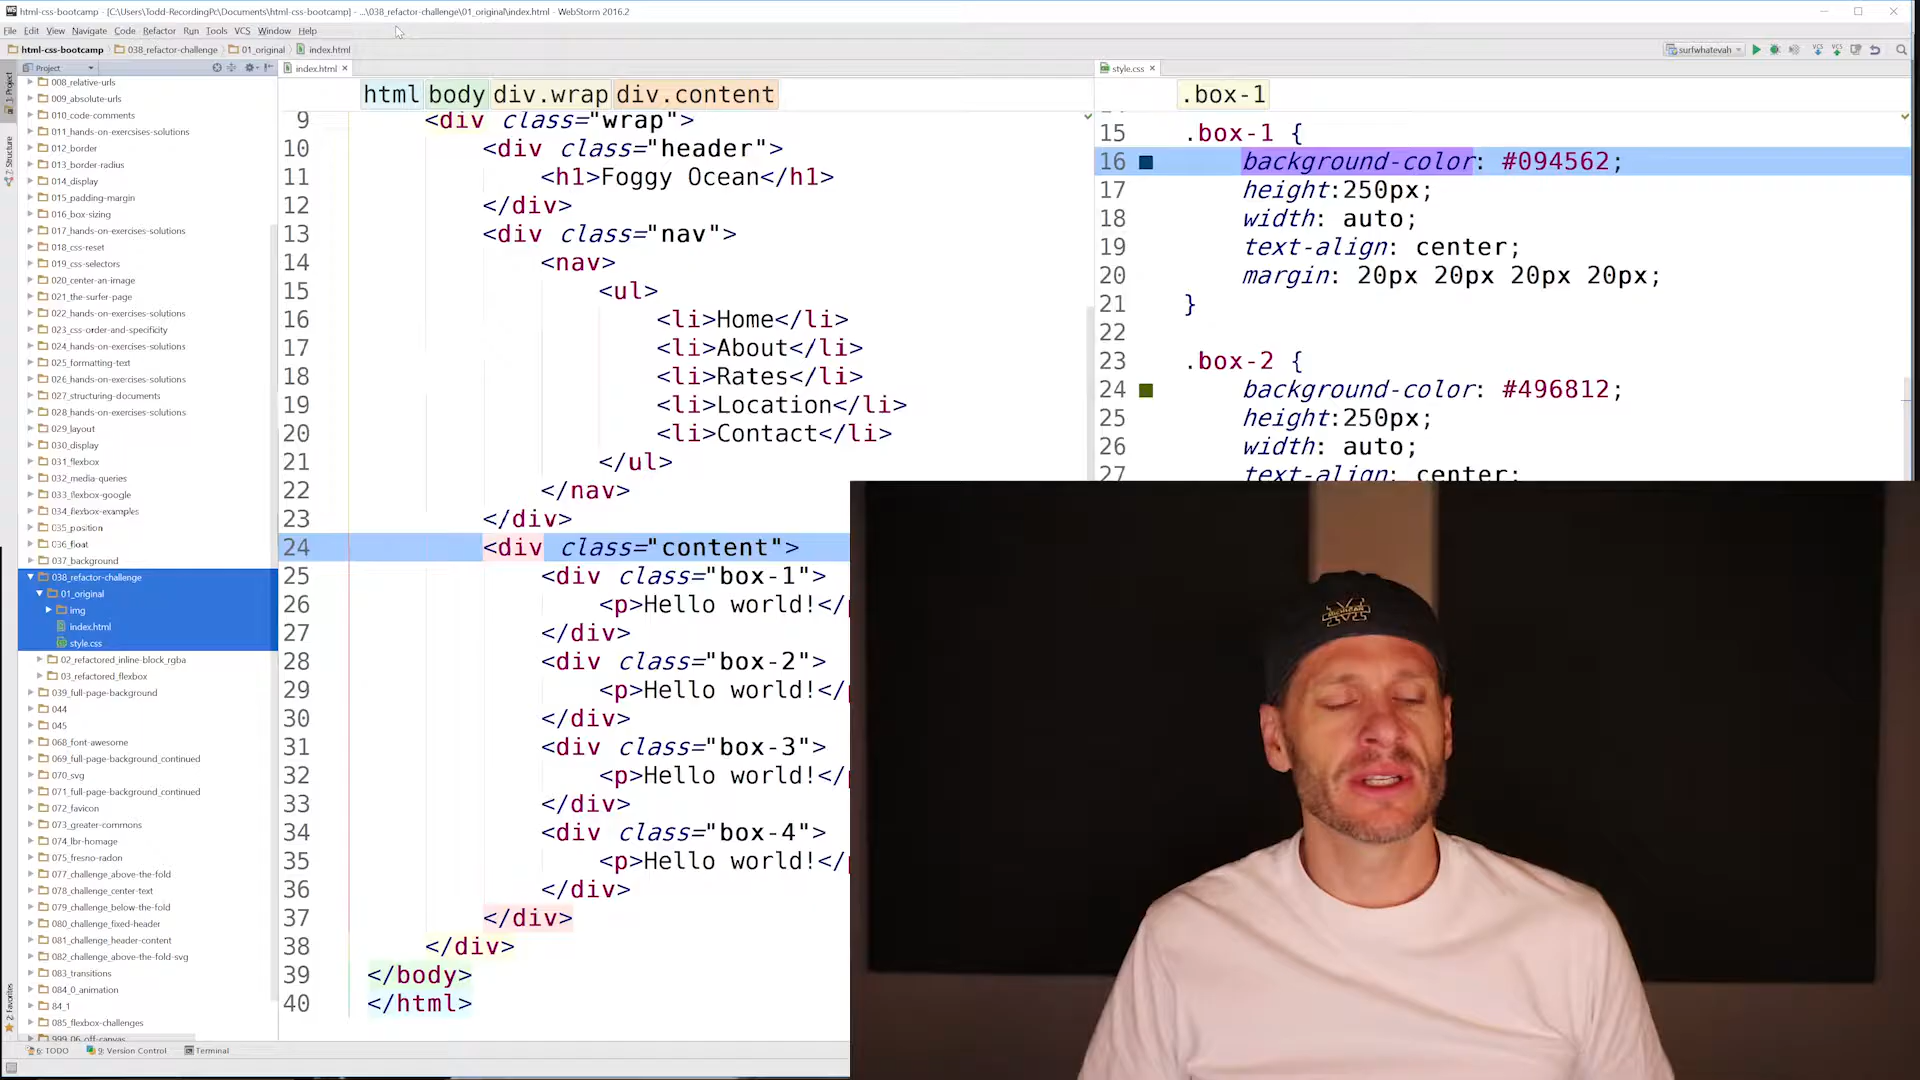 html-css-bootcamp - [C:\Users\Todd-RecordingPc\Documents\html-css-bootcamp] - ...\038_refactor-challenge\01_original\index.html - WebStorm 2016.2
File Edit View Navigate Code Refactor Run Tools VCS Window Help
html-css-bootcamp 038_refactor-challenge 01_original index.html
surfwhatevah
Project
index.html
style.css
1: Project
Z: Structure
2: Favorites
008_relative-urls
009_absolute-urls
010_code-comments
011_hands-on-exercsises-solutions
012_border
013_border-radius
014_display
015_padding-margin
016_box-sizing
017_hands-on-exercises-solutions
018_css-reset
019_css-selectors
020_center-an-image
021_the-surfer-page
022_hands-on-exercises-solutions
023_css-order-and-specificity
024_hands-on-exercises-solutions
025_formatting-text
026_hands-on-exercises-solutions
027_structuring-documents
028_hands-on-exercises-solutions
029_layout
030_display
031_flexbox
032_media-queries
033_flexbox-google
034_flexbox-examples
035_position
036_float
037_background
038_refactor-challenge
01_original
img
index.html
style.css
02_refactored_inline-block_rgba
03_refactored_flexbox
039_full-page-background
044
045
068_font-awesome
069_full-page-background_continued
070_svg
071_full-page-background_continued
072_favicon
073_greater-commons
074_lbr-homage
075_fresno-radon
077_challenge_above-the-fold
078_challenge_center-text
079_challenge_below-the-fold
080_challenge_fixed-header
081_challenge_header-content
082_challenge_above-the-fold-svg
083_transitions
084_0_animation
84_1
085_flexbox-challenges
999_06_off-canvas
html body div.wrap div.content
9 <div class="wrap">
10 <div class="header">
11 <h1>Foggy Ocean</h1>
12 </div>
13 <div class="nav">
14 <nav>
15 <ul>
16 <li>Home</li>
17 <li>About</li>
18 <li>Rates</li>
19 <li>Location</li>
20 <li>Contact</li>
21 </ul>
22 </nav>
23 </div>
24 <div class="content">
25 <div class="box-1">
26 <p>Hello world!</p
27 </div>
28 <div class="box-2">
29 <p>Hello world!</p
30 </div>
31 <div class="box-3">
32 <p>Hello world!</p
33 </div>
34 <div class="box-4">
35 <p>Hello world!</p
36 </div>
37 </div>
38 </div>
39 </body>
40 </html>
.box-1
15 .box-1 {
16 background-color: #094562;
17 height:250px;
18 width: auto;
19 text-align: center;
20 margin: 20px 20px 20px 20px;
21 }
22
23 .box-2 {
24 background-color: #496812;
25 height:250px;
26 width: auto;
27 text-align: center;
6: TODO 9: Version Control Terminal